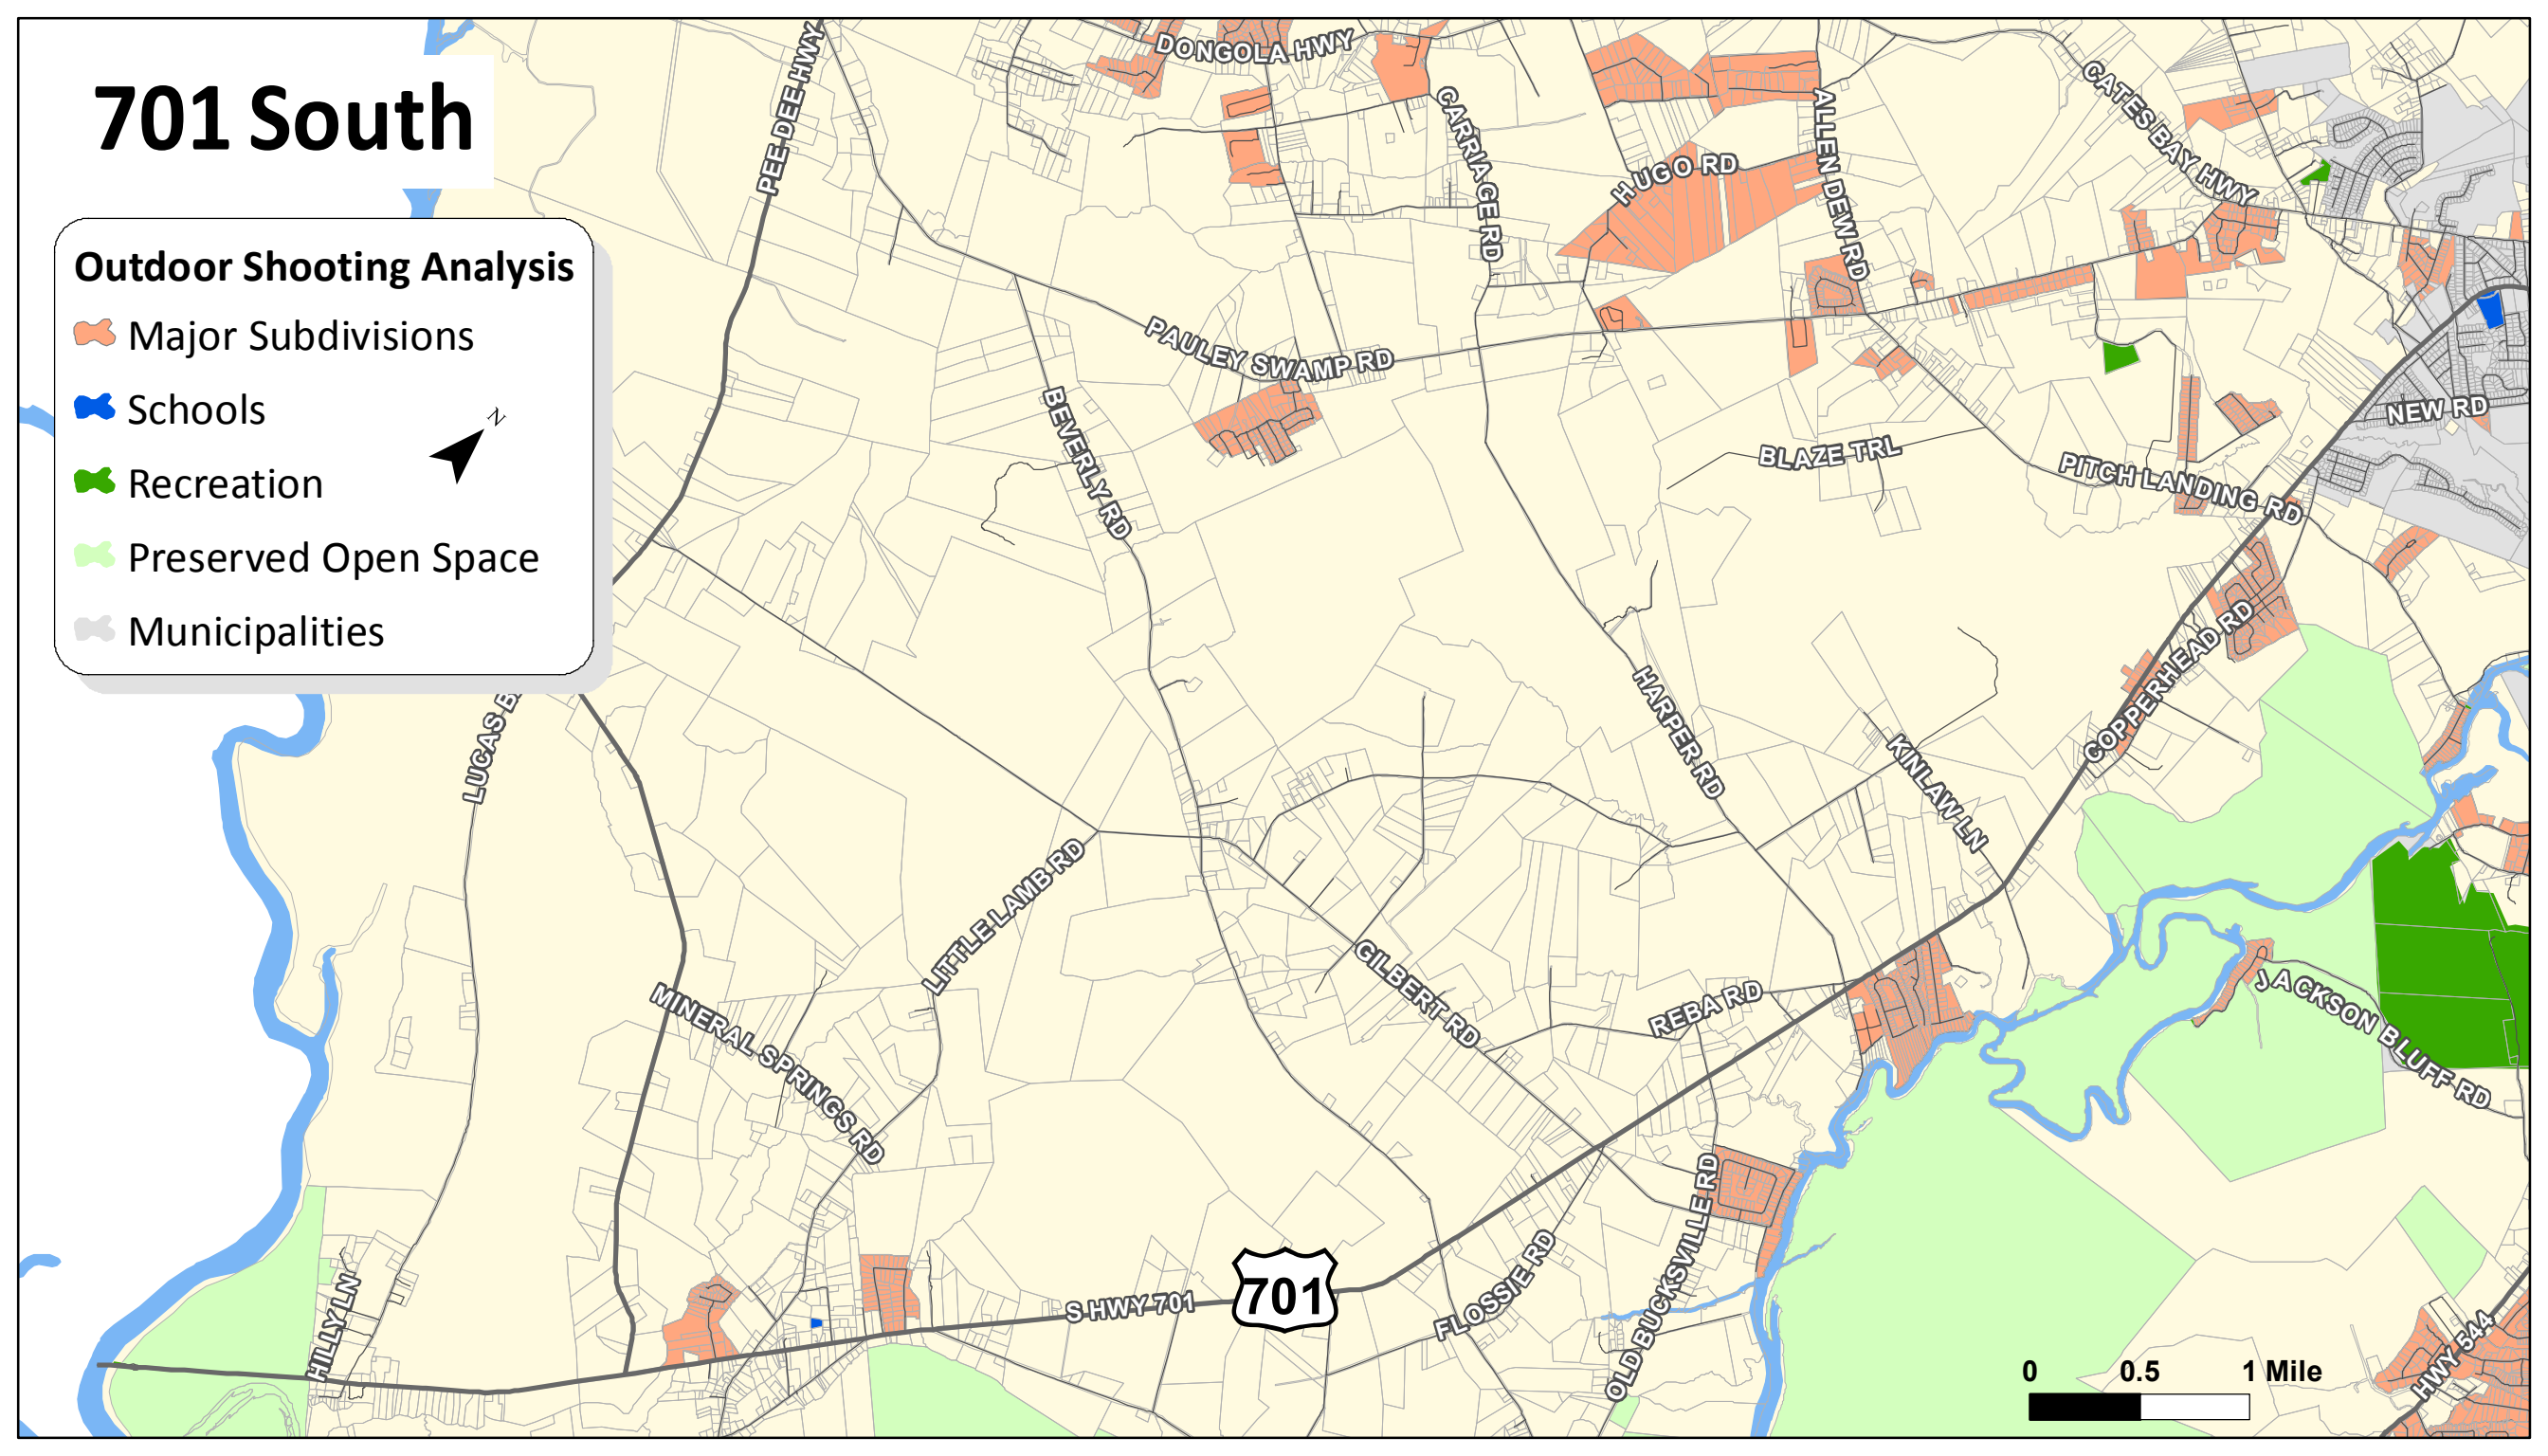 701 South
Outdoor Shooting Analysis
Major Subdivisions
Schools
Recreation
Preserved Open Space
Municipalities
N
DONGOLA HWY
PEE DEE HWY
CARRIAGE RD
HUGO RD
ALLEN DEW RD
CATES BAY HWY
PAULEY SWAMP RD
BEVERLY RD
BLAZE TRL
NEW RD
PITCH LANDING RD
COPPERHEAD RD
LUCAS B
HARPER RD
KINLAW LN
LITTLE LAMB RD
MINERAL SPRINGS RD
GILBERT RD
REBA RD
JACKSON BLUFF RD
HILLY LN
S HWY 701
701
FLOSSIE RD
OLD BUCKSVILLE RD
HWY 544
0 0.5 1 Mile